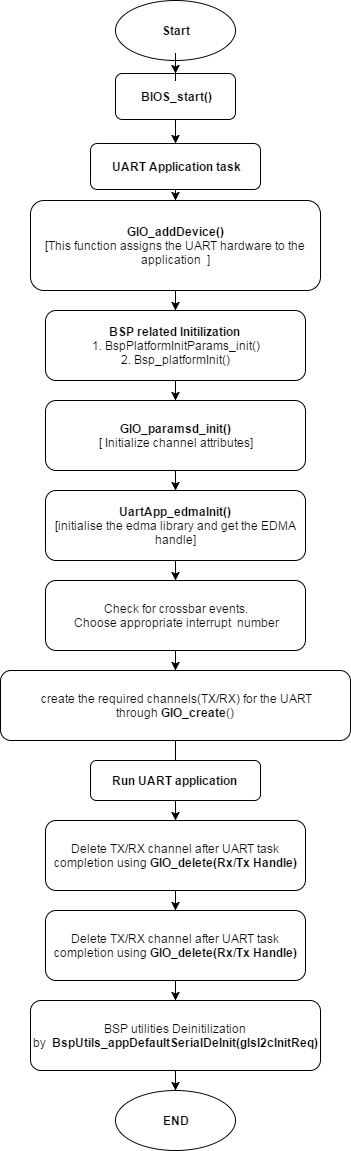 Start
BIOS_start()
UART Application task
GIO_addDevice()
[This function assigns the UART hardware to the
application  ]
BSP related Initilization
1. BspPlatformInitParams_init()
2. Bsp_platformInit()
GIO_paramsd_init()
[ Initialize channel attributes]
UartApp_edmaInit()
[initialise the edma library and get the EDMA
handle]
Check for crossbar events.
Choose appropriate interrupt  number
create the required channels(TX/RX) for the UART
through GIO_create()
Run UART application
Delete TX/RX channel after UART task
completion using GIO_delete(Rx/Tx Handle)
Delete TX/RX channel after UART task
completion using GIO_delete(Rx/Tx Handle)
BSP utilities Deinitilization
by  BspUtils_appDefaultSerialDeInit(gIsI2cInitReq)
END